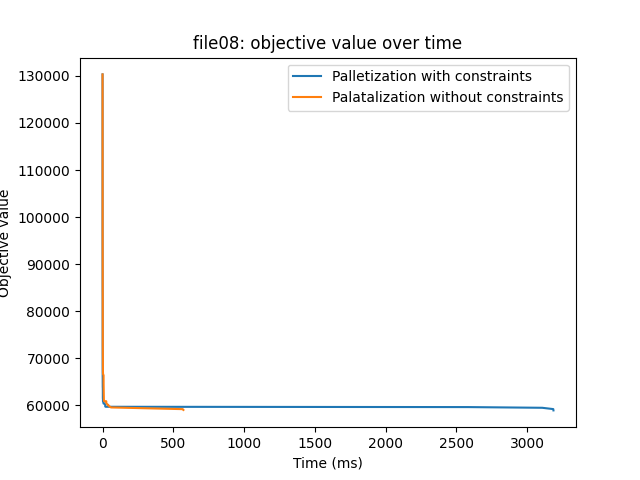 file08: objective value over time
Palletization with constraints
Palatalization without constraints
130000
120000
110000
100000
90000
80000
70000
60000
Objective value
0 500 1000 1500 2000 2500 3000
Time (ms)